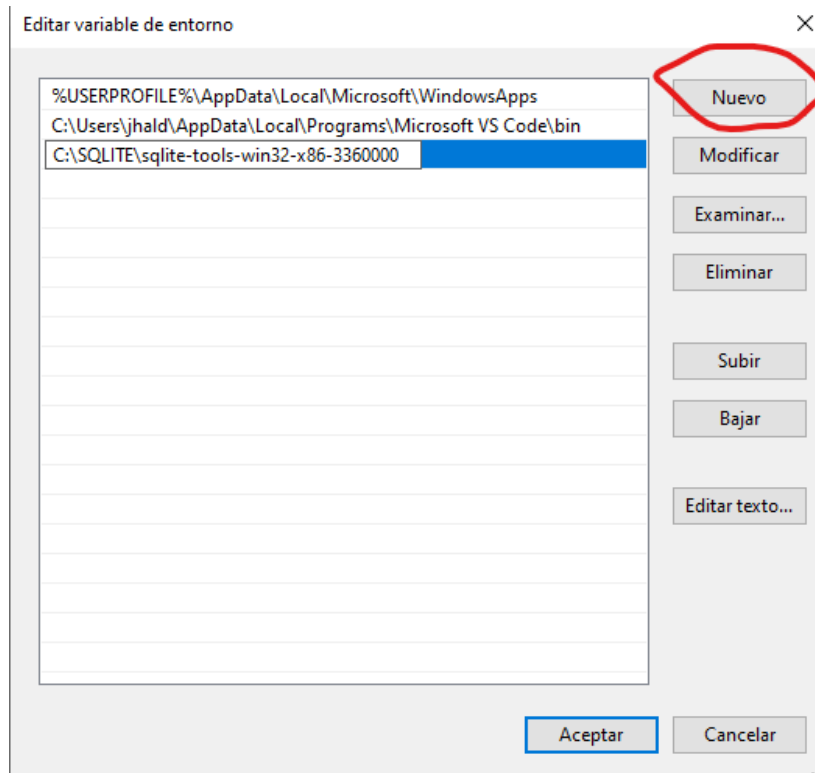 Editar variable de entorno
%USERPROFILE%\AppData\Local\Microsoft\WindowsApps
C:\Users\jhald\AppData\Local\Programs\Microsoft VS Code\bin
C:\SQLITE\sqlite-tools-win32-x86-3360000
Nuevo
Modificar
Examinar...
Eliminar
Subir
Bajar
Editar texto...
Aceptar
Cancelar